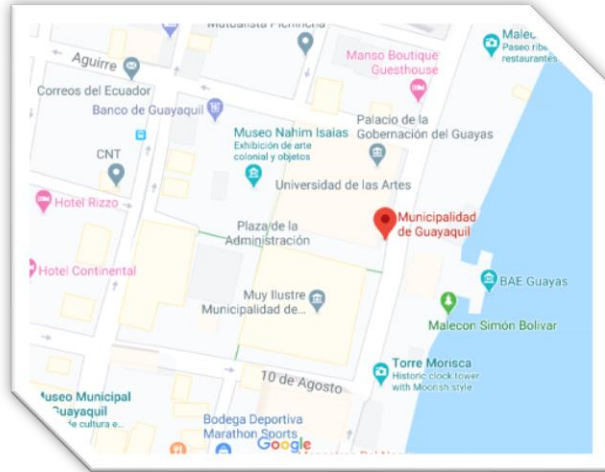 Mutualista Pichincha
Malec
Paseo ribe
restaurantes
Aguirre
Manso Boutique
Guesthouse
Correos del Ecuador
Banco de Guayaquil
Palacio de la
Gobernación del Guayas
Museo Nahim Isaias
Exhibición de arte
colonial y objetos
CNT
Universidad de las Artes
Hotel Rizzo
Municipalidad
de Guayaquil
Plaza de la
Administración
Hotel Continental
BAE Guayas
Muy Ilustre
Municipalidad de...
Malecon Simón Bolivar
Torre Morisca
Historic clock tower
with Moorish style
10 de Agosto
useo Municipal
Guayaquil
de cultura e...
Bodega Deportiva
Marathon Sports
Google